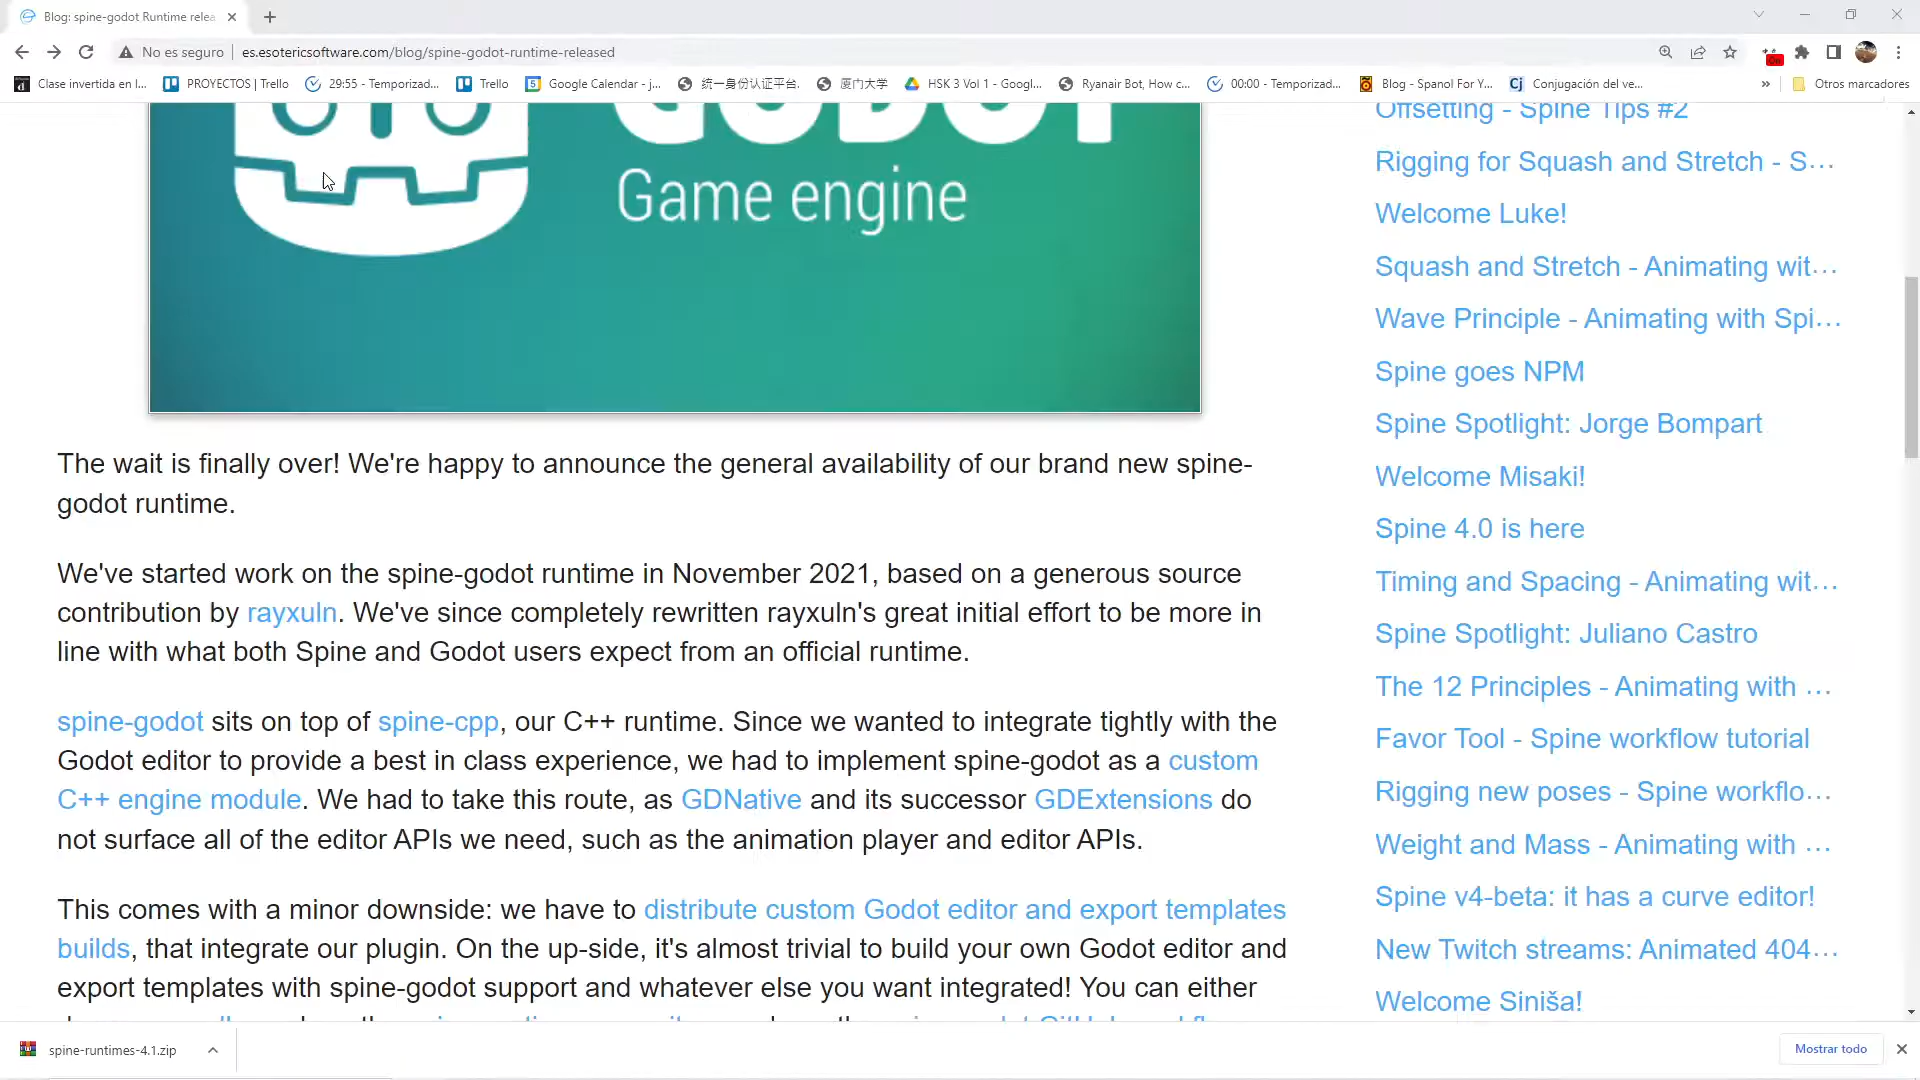 Blog: spine-godot Runtime relea
No es seguro
es.esotericsoftware.com/blog/spine-godot-runtime-released
Clase invertida en l...
PROYECTOS | Trello
29:55 - Temporizad...
Trello
Google Calendar - j...
统一身份认证平台.
厦门大学
HSK 3 Vol 1 - Googl...
Ryanair Bot, How c...
00:00 - Temporizad...
Blog - Spanol For Y...
Conjugación del ve...
»
Otros marcadores
GODOT
Game engine
The wait is finally over! We're happy to announce the general availability of our brand new spine-
godot runtime.
We've started work on the spine-godot runtime in November 2021, based on a generous source
contribution by rayxuln. We've since completely rewritten rayxuln's great initial effort to be more in
line with what both Spine and Godot users expect from an official runtime.
spine-godot sits on top of spine-cpp, our C++ runtime. Since we wanted to integrate tightly with the
Godot editor to provide a best in class experience, we had to implement spine-godot as a custom
C++ engine module. We had to take this route, as GDNative and its successor GDExtensions do
not surface all of the editor APIs we need, such as the animation player and editor APIs.
This comes with a minor downside: we have to distribute custom Godot editor and export templates
builds, that integrate our plugin. On the up-side, it's almost trivial to build your own Godot editor and
export templates with spine-godot support and whatever else you want integrated! You can either
Offsetting - Spine Tips #2
Rigging for Squash and Stretch - S...
Welcome Luke!
Squash and Stretch - Animating wit...
Wave Principle - Animating with Spi...
Spine goes NPM
Spine Spotlight: Jorge Bompart
Welcome Misaki!
Spine 4.0 is here
Timing and Spacing - Animating wit...
Spine Spotlight: Juliano Castro
The 12 Principles - Animating with ...
Favor Tool - Spine workflow tutorial
Rigging new poses - Spine workflo...
Weight and Mass - Animating with ...
Spine v4-beta: it has a curve editor!
New Twitch streams: Animated 404...
Welcome Siniša!
spine-runtimes-4.1.zip
Mostrar todo